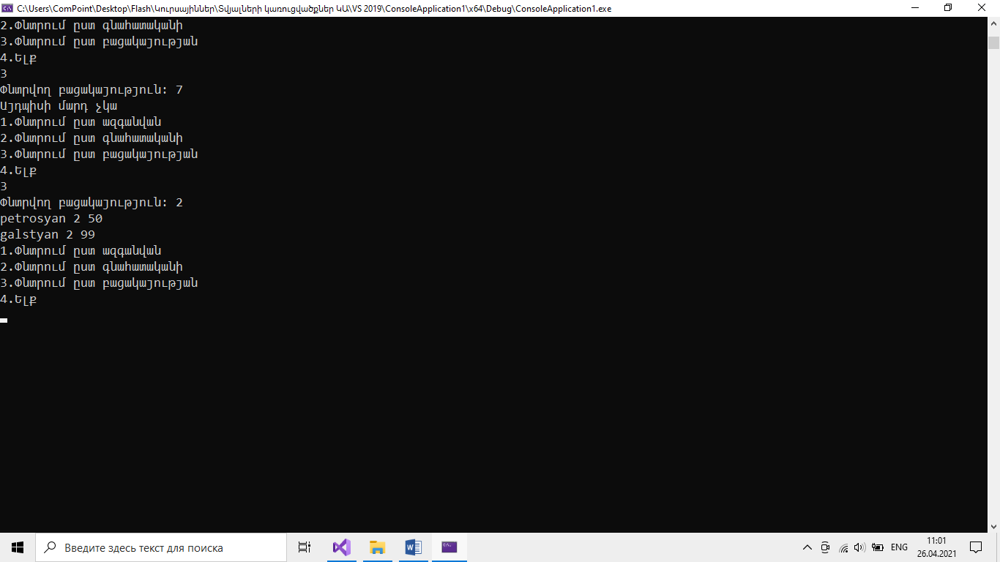 C:\Users\ComPoint\Desktop\Flash\Կուրսայիններ\Տվյալների կառուցվածքներ ԿԱ\VS 2019\ConsoleApplication1\x64\Debug\ConsoleApplication1.exe
2.Փնտրում ըստ գնահատականի
3.Փնտրում ըստ բացակայության
4.Ելք
3
Փնտրվող բացակայություն: 7
Այդպիսի մարդ չկա
1.Փնտրում ըստ ազգանվան
2.Փնտրում ըստ գնահատականի
3.Փնտրում ըստ բացակայության
4.Ելք
3
Փնտրվող բացակայություն: 2
petrosyan 2 50
galstyan 2 99
1.Փնտրում ըստ ազգանվան
2.Փնտրում ըստ գնահատականի
3.Փնտրում ըստ բացակայության
4.Ելք
Введите здесь текст для поиска
ENG
11:01
26.04.2021